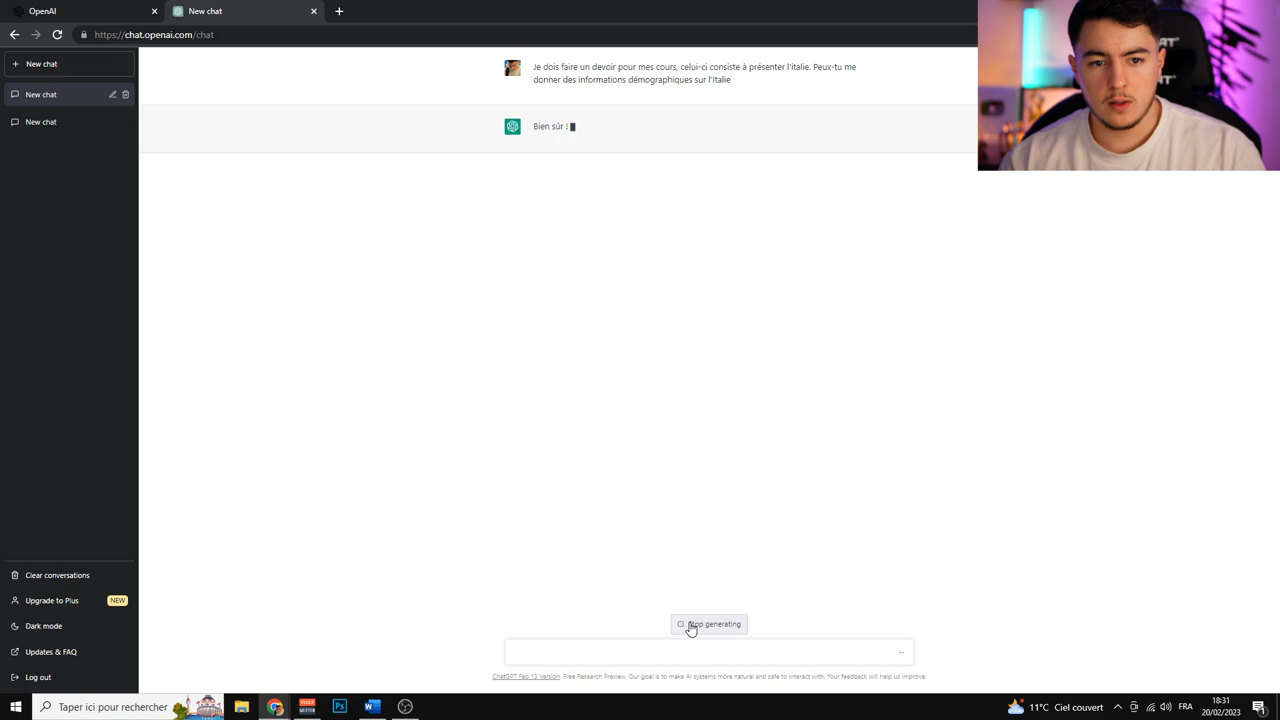 OpenAI
New chat
https://chat.openai.com/chat
New chat
New chat
New chat
Je dois faire un devoir pour mes cours, celui-ci consiste à présenter l'italie. Peux-tu me
donner des informations démographiques sur l'Italie
Bien sûr !
Clear conversations
Upgrade to Plus NEW
Dark mode
Updates & FAQ
Log out
Stop generating
ChatGPT Feb 13 Version. Free Research Preview. Our goal is to make AI systems more natural and safe to interact with. Your feedback will help us improve.
Taper ici pour rechercher
Ps
W
11°C Ciel couvert
FRA
18:31
20/02/2023